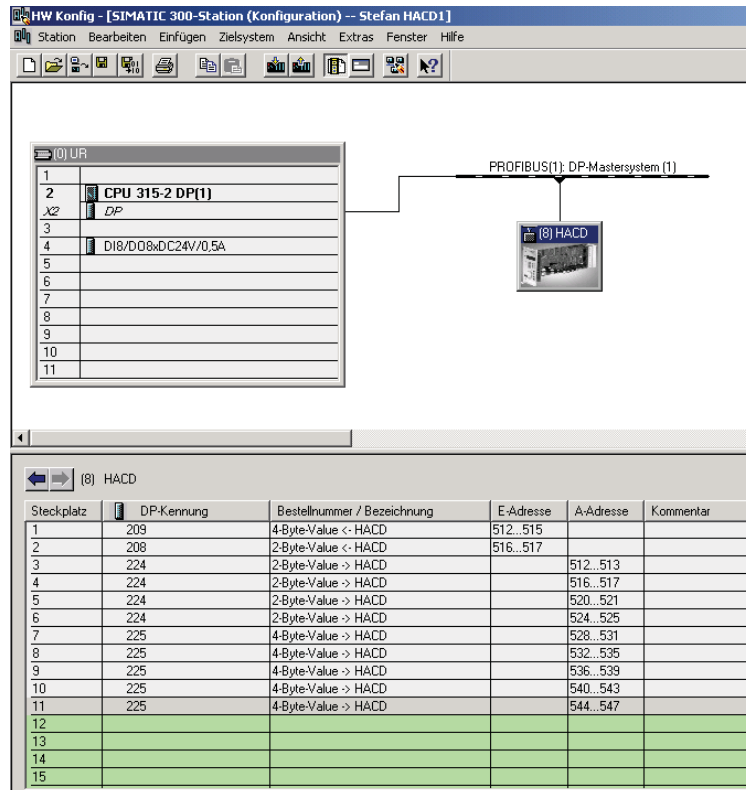 HW Konfig - [SIMATIC 300-Station (Konfiguration) -- Stefan HACD1]
Station Bearbeiten Einfügen Zielsystem Ansicht Extras Fenster Hilfe
(0) UR
1
2 CPU 315-2 DP(1)
X2 DP
3
4 DI8/DO8xDC24V/0,5A
5
6
7
8
9
10
11
PROFIBUS(1): DP-Mastersystem (1)
(8) HACD
(8) HACD
Steckplatz DP-Kennung Bestellnummer / Bezeichnung E-Adresse A-Adresse Kommentar
1 209 4-Byte-Value <- HACD 512...515
2 208 2-Byte-Value <- HACD 516...517
3 224 2-Byte-Value -> HACD 512...513
4 224 2-Byte-Value -> HACD 516...517
5 224 2-Byte-Value -> HACD 520...521
6 224 2-Byte-Value -> HACD 524...525
7 225 4-Byte-Value -> HACD 528...531
8 225 4-Byte-Value -> HACD 532...535
9 225 4-Byte-Value -> HACD 536...539
10 225 4-Byte-Value -> HACD 540...543
11 225 4-Byte-Value -> HACD 544...547
12
13
14
15